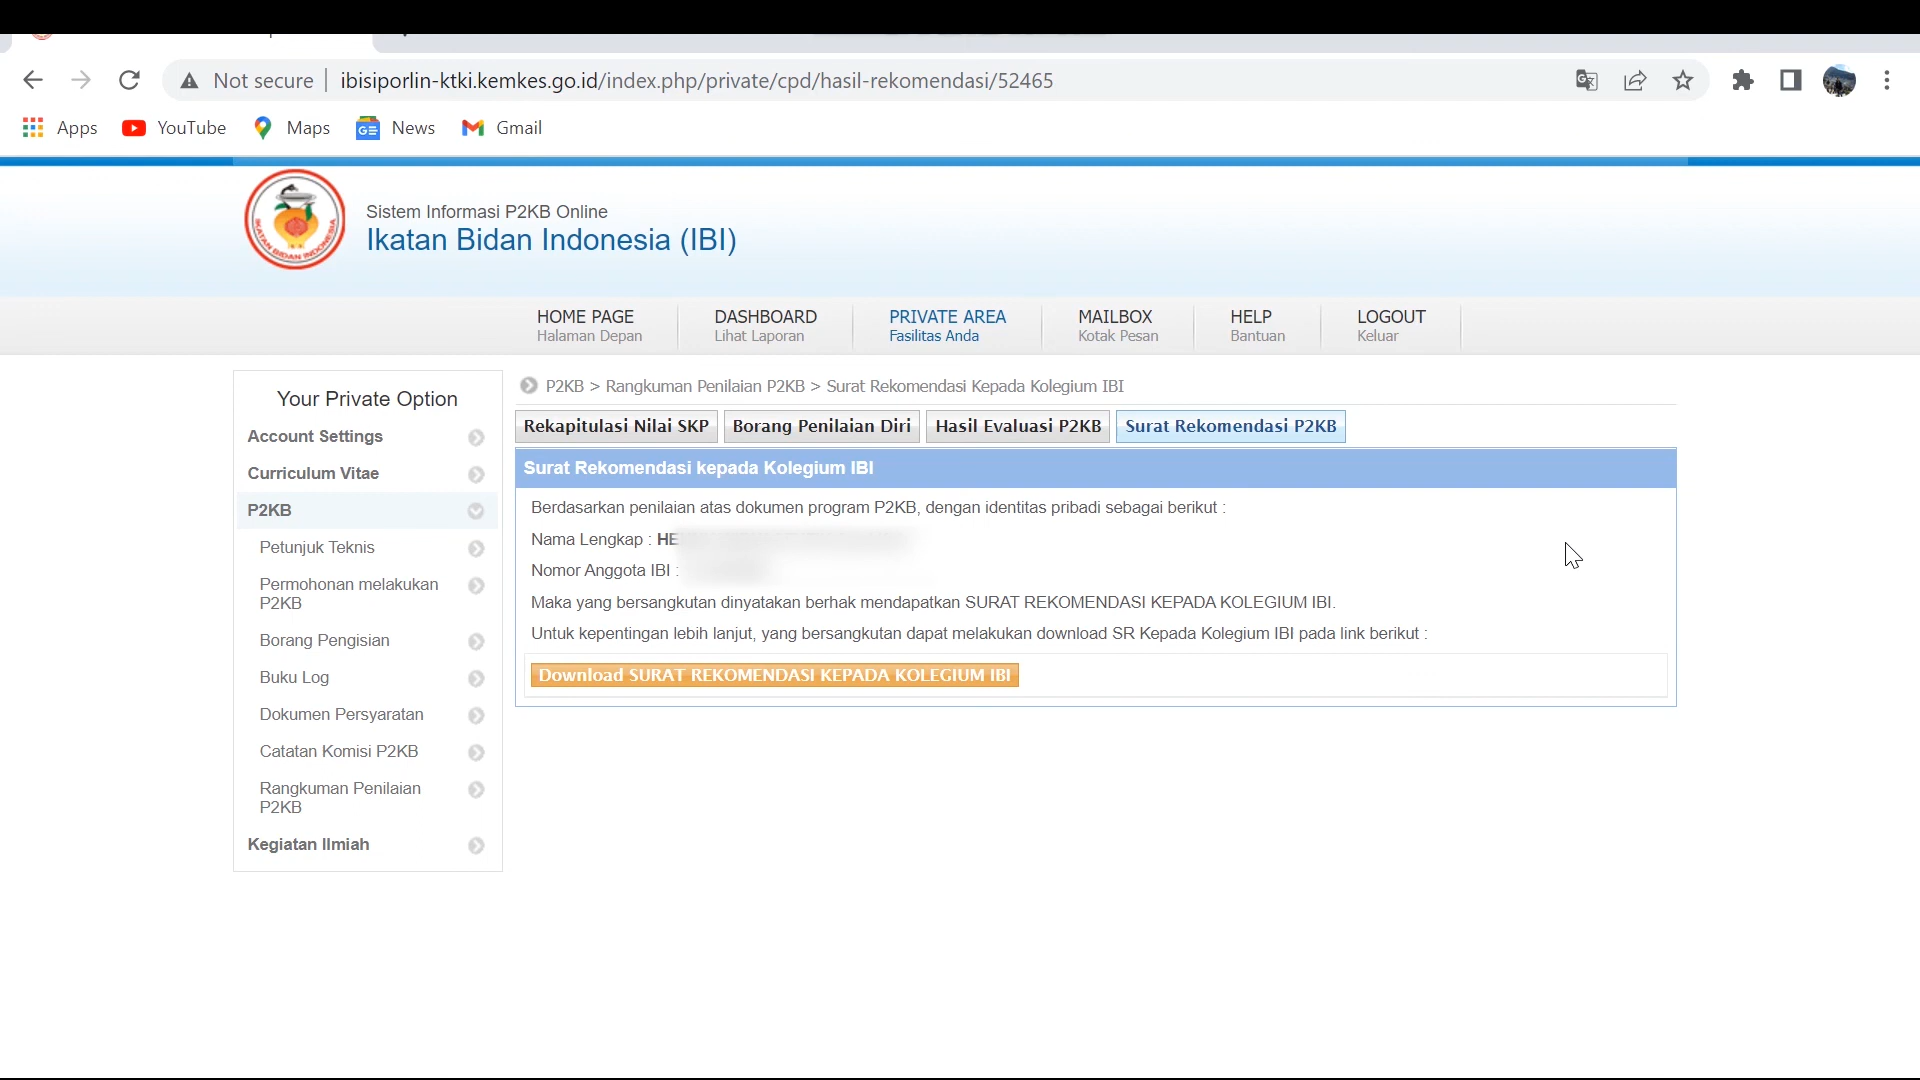 Not secure
ibisiporlin-ktki.kemkes.go.id/index.php/private/cpd/hasil-rekomendasi/52465
Apps
YouTube
Maps
News
Gmail
IKATAN BIDAN INDONESIA
Sistem Informasi P2KB Online
Ikatan Bidan Indonesia (IBI)
HOME PAGE
Halaman Depan
DASHBOARD
Lihat Laporan
PRIVATE AREA
Fasilitas Anda
MAILBOX
Kotak Pesan
HELP
Bantuan
LOGOUT
Keluar
Your Private Option
Account Settings
Curriculum Vitae
P2KB
Petunjuk Teknis
Permohonan melakukan
P2KB
Borang Pengisian
Buku Log
Dokumen Persyaratan
Catatan Komisi P2KB
Rangkuman Penilaian
P2KB
Kegiatan Ilmiah
P2KB > Rangkuman Penilaian P2KB > Surat Rekomendasi Kepada Kolegium IBI
Rekapitulasi Nilai SKP
Borang Penilaian Diri
Hasil Evaluasi P2KB
Surat Rekomendasi P2KB
Surat Rekomendasi kepada Kolegium IBI
Berdasarkan penilaian atas dokumen program P2KB, dengan identitas pribadi sebagai berikut :
Nama Lengkap :
Nomor Anggota IBI :
Maka yang bersangkutan dinyatakan berhak mendapatkan SURAT REKOMENDASI KEPADA KOLEGIUM IBI.
Untuk kepentingan lebih lanjut, yang bersangkutan dapat melakukan download SR Kepada Kolegium IBI pada link berikut :
Download SURAT REKOMENDASI KEPADA KOLEGIUM IBI